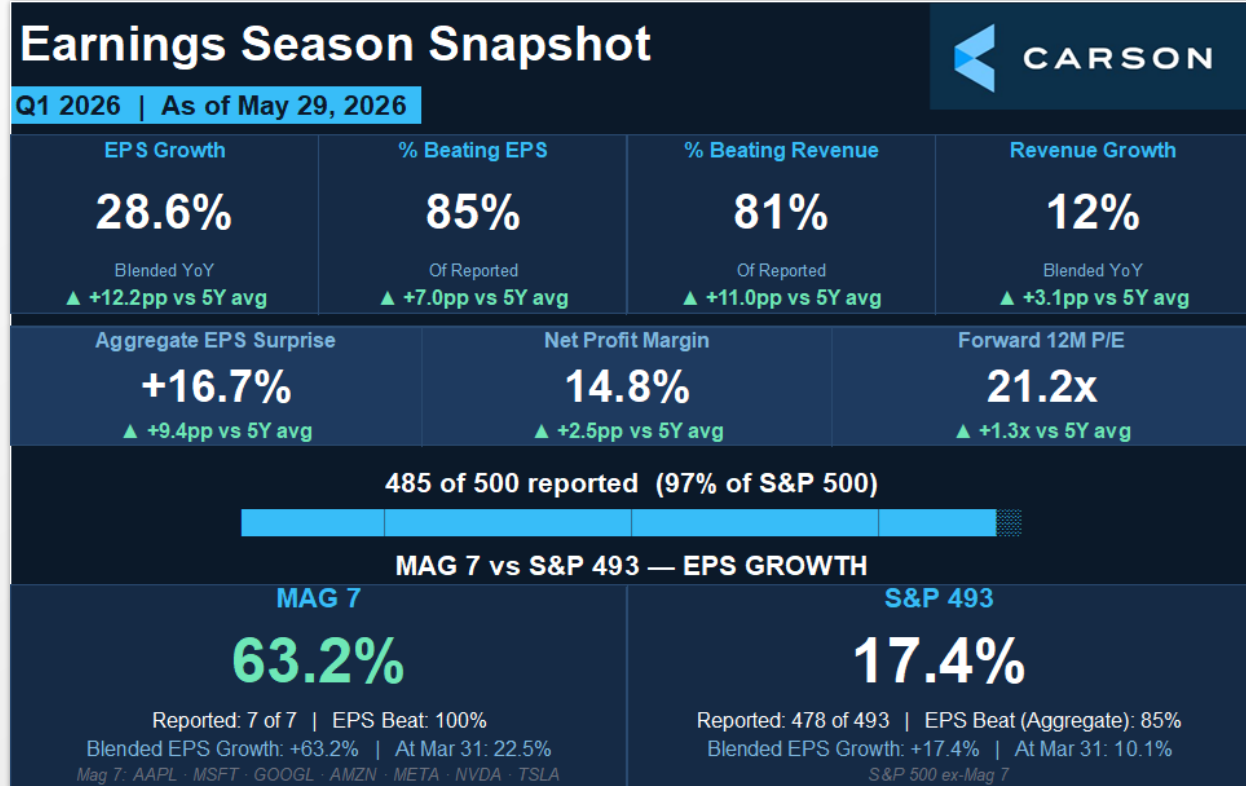 Earnings Season Snapshot
CARSON
Q1 2026 | As of May 29, 2026
EPS Growth
28.6%
Blended YoY
▲ +12.2pp vs 5Y avg
% Beating EPS
85%
Of Reported
▲ +7.0pp vs 5Y avg
% Beating Revenue
81%
Of Reported
▲ +11.0pp vs 5Y avg
Revenue Growth
12%
Blended YoY
▲ +3.1pp vs 5Y avg
Aggregate EPS Surprise
+16.7%
▲ +9.4pp vs 5Y avg
Net Profit Margin
14.8%
▲ +2.5pp vs 5Y avg
Forward 12M P/E
21.2x
▲ +1.3x vs 5Y avg
485 of 500 reported (97% of S&P 500)
MAG 7 vs S&P 493 — EPS GROWTH
MAG 7
63.2%
Reported: 7 of 7 | EPS Beat: 100%
Blended EPS Growth: +63.2% | At Mar 31: 22.5%
Mag 7: AAPL · MSFT · GOOGL · AMZN · META · NVDA · TSLA
S&P 493
17.4%
Reported: 478 of 493 | EPS Beat (Aggregate): 85%
Blended EPS Growth: +17.4% | At Mar 31: 10.1%
S&P 500 ex-Mag 7